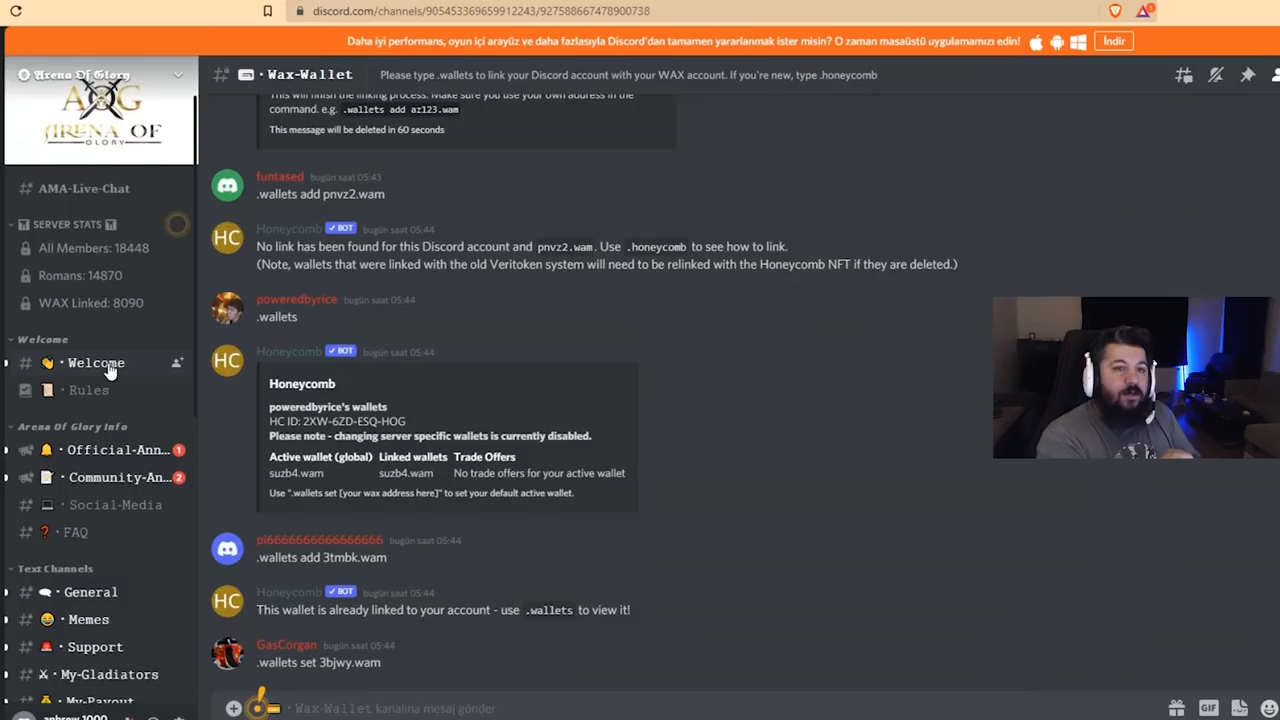 discord.com/channels/905453369659912243/927588667478900738
Daha iyi performans, oyun içi arayüz ve daha fazlasıyla Discord'dan tamamen yararlanmak ister misin? O zaman masaüstü uygulamamızı edin!
İndir
Arena Of Glory
AOG
ARENA OF
GLORY
AMA-Live-Chat
SERVER STATS
All Members: 18448
Romans: 14870
WAX Linked: 8090
Welcome
Welcome
Rules
Arena Of Glory Info
Official-Ann...
1
Community-An...
2
Social-Media
FAQ
Text Channels
General
Memes
Support
My-Gladiators
My-Payout
anbrew 1000
Wax-Wallet
Please type .wallets to link your Discord account with your WAX account. If you're new, type .honeycomb
This will finish the linking process. Make sure you use your own address in the
command. e.g. .wallets add az123.wam
This message will be deleted in 60 seconds
funtased bugün saat 05:43
.wallets add pnvz2.wam
HC
Honeycomb BOT bugün saat 05:44
No link has been found for this Discord account and pnvz2.wam. Use .honeycomb to see how to link.
(Note, wallets that were linked with the old Veritoken system will need to be relinked with the Honeycomb NFT if they are deleted.)
poweredbyrice bugün saat 05:44
.wallets
HC
Honeycomb BOT bugün saat 05:44
Honeycomb
poweredbyrice's wallets
HC ID: 2XW-6ZD-ESQ-HOG
Please note - changing server specific wallets is currently disabled.
Active wallet (global) Linked wallets Trade Offers
suzb4.wam suzb4.wam No trade offers for your active wallet
Use ".wallets set [your wax address here]" to set your default active wallet.
pi6666666666666666 bugün saat 05:44
.wallets add 3tmbk.wam
HC
Honeycomb BOT bugün saat 05:44
This wallet is already linked to your account - use .wallets to view it!
GasCorgan bugün saat 05:44
.wallets set 3bjwy.wam
Wax-Wallet kanalına mesaj gönder
GIF